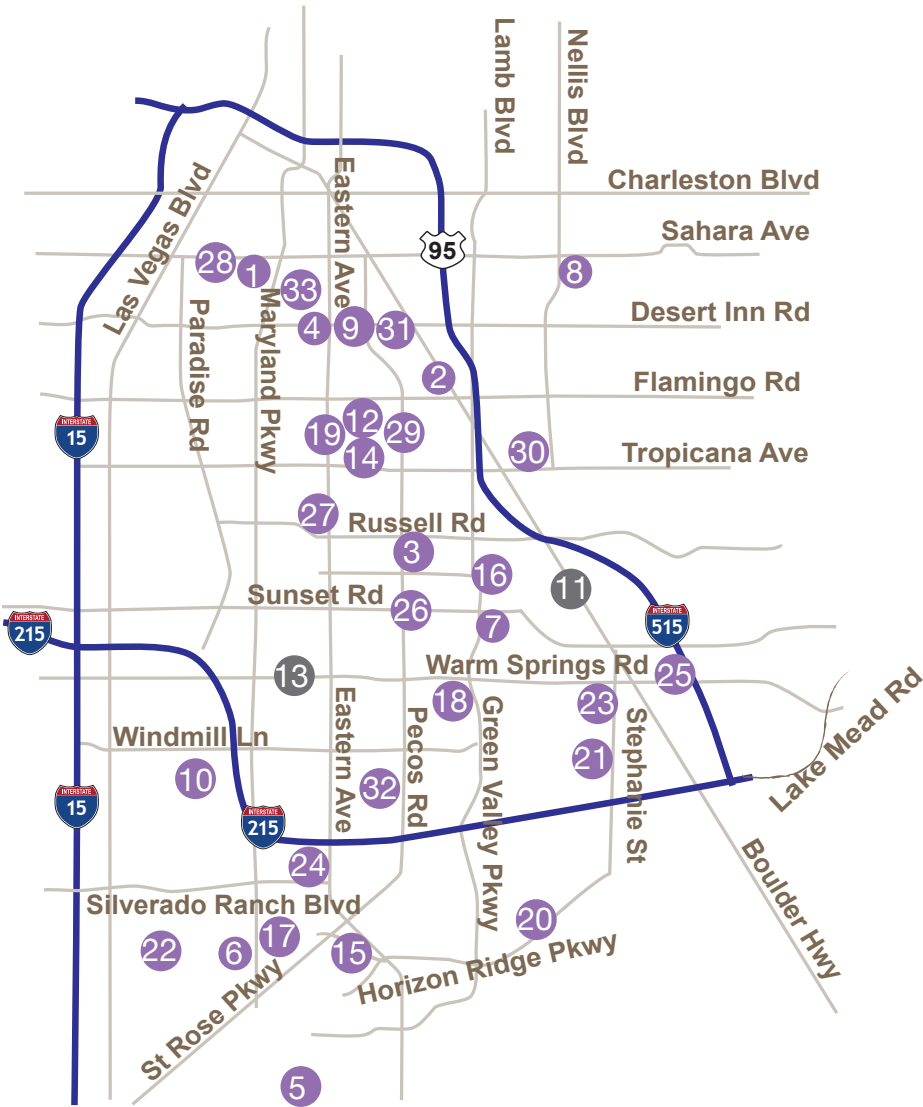 Lamb Blvd
Nellis Blvd
Las Vegas Blvd
Eastern Ave
Charleston Blvd
Sahara Ave
95
28
1
33
8
Paradise Rd
Maryland Pkwy
4
9
31
Desert Inn Rd
2
Flamingo Rd
INTERSTATE
15
12
19
29
14
30
Tropicana Ave
27
Russell Rd
3
16
11
Sunset Rd
26
7
INTERSTATE
215
INTERSTATE
515
13
Warm Springs Rd
25
18
23
Eastern Ave
Pecos Rd
Green Valley Pkwy
Stephanie St
Lake Mead Rd
Windmill Ln
21
10
32
INTERSTATE
15
INTERSTATE
215
24
Boulder Hwy
Silverado Ranch Blvd
20
22
6
17
15
Horizon Ridge Pkwy
St Rose Pkwy
5